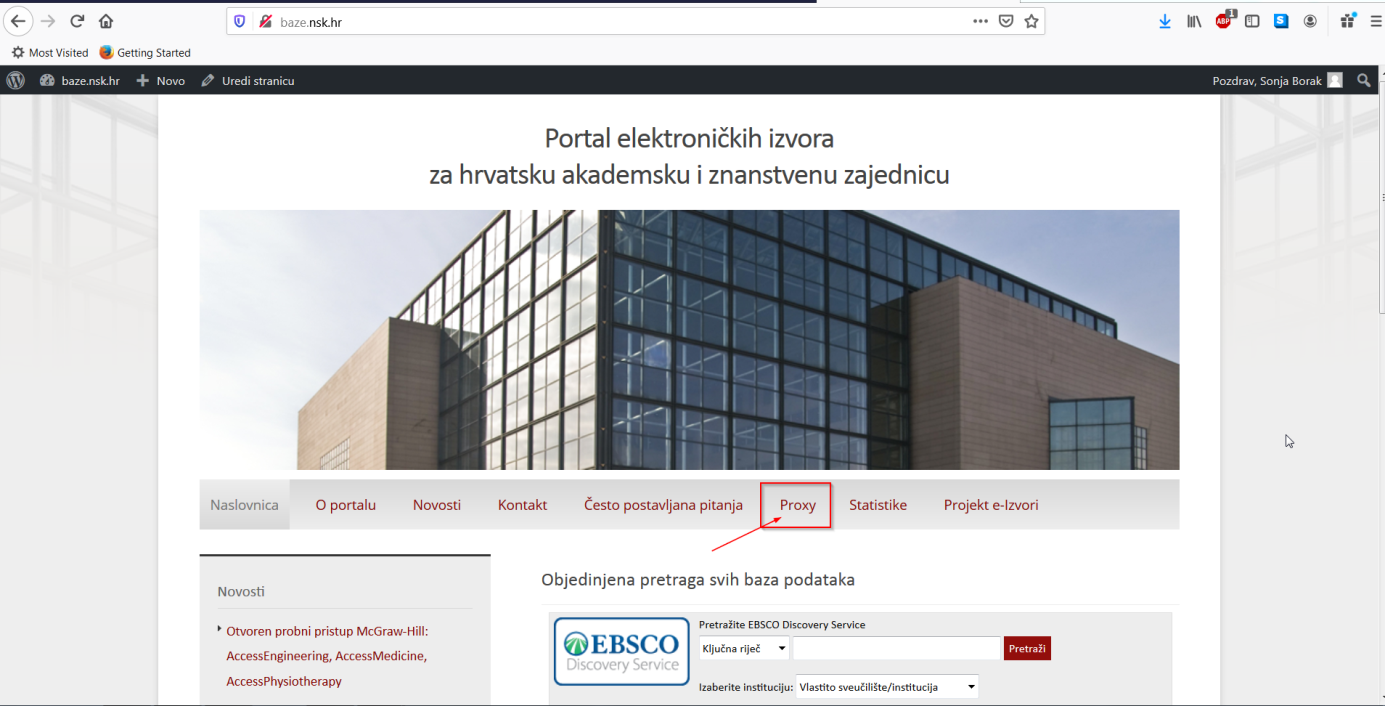 baze.nsk.hr
ABP
1
S
Most Visited
Getting Started
baze.nsk.hr
Novo
Uredi stranicu
Pozdrav, Sonja Borak
Portal elektroničkih izvora
za hrvatsku akademsku i znanstvenu zajednicu
Naslovnica
O portalu
Novosti
Kontakt
Često postavljana pitanja
Proxy
Statistike
Projekt e-Izvori
Novosti
Otvoren probni pristup McGraw-Hill:
AccessEngineering, AccessMedicine,
AccessPhysiotherapy
Objedinjena pretraga svih baza podataka
EBSCO
Discovery Service
Pretražite EBSCO Discovery Service
Ključna riječ
Pretraži
Izaberite instituciju: Vlastito sveučilište/institucija